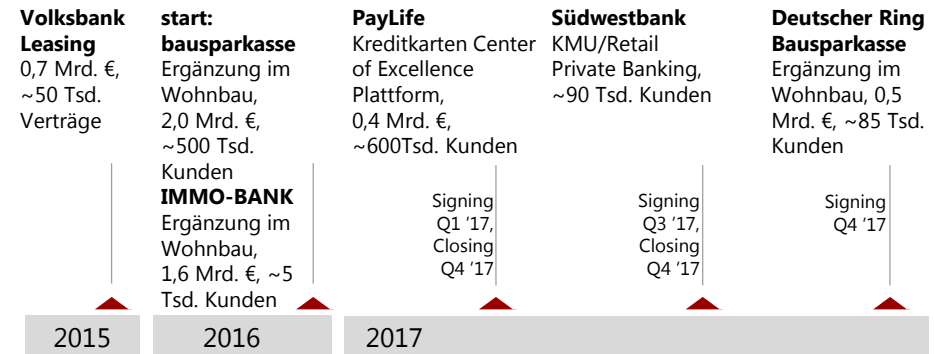 Volksbank
Leasing
0,7 Mrd. €,
~50 Tsd.
Verträge
start:
bausparkasse
Ergänzung im
Wohnbau,
2,0 Mrd. €,
~500 Tsd.
Kunden
IMMO-BANK
Ergänzung im
Wohnbau,
1,6 Mrd. €, ~5
Tsd. Kunden
PayLife
Kreditkarten Center
of Excellence
Plattform,
0,4 Mrd. €,
~600Tsd. Kunden
Signing
Q1 '17,
Closing
Q4 '17
Südwestbank
KMU/Retail
Private Banking,
~90 Tsd. Kunden
Signing
Q3 '17,
Closing
Q4 '17
Deutscher Ring
Bausparkasse
Ergänzung im
Wohnbau, 0,5
Mrd. €, ~85 Tsd.
Kunden
Signing
Q4 '17
2015
2016
2017